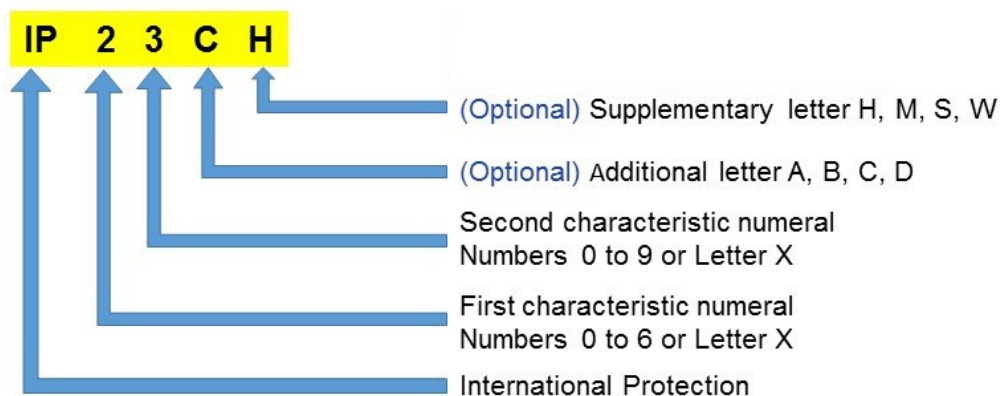 IP 2 3 C H
(Optional) Supplementary letter H, M, S, W
(Optional) Additional letter A, B, C, D
Second characteristic numeral
Numbers 0 to 9 or Letter X
First characteristic numeral
Numbers 0 to 6 or Letter X
International Protection